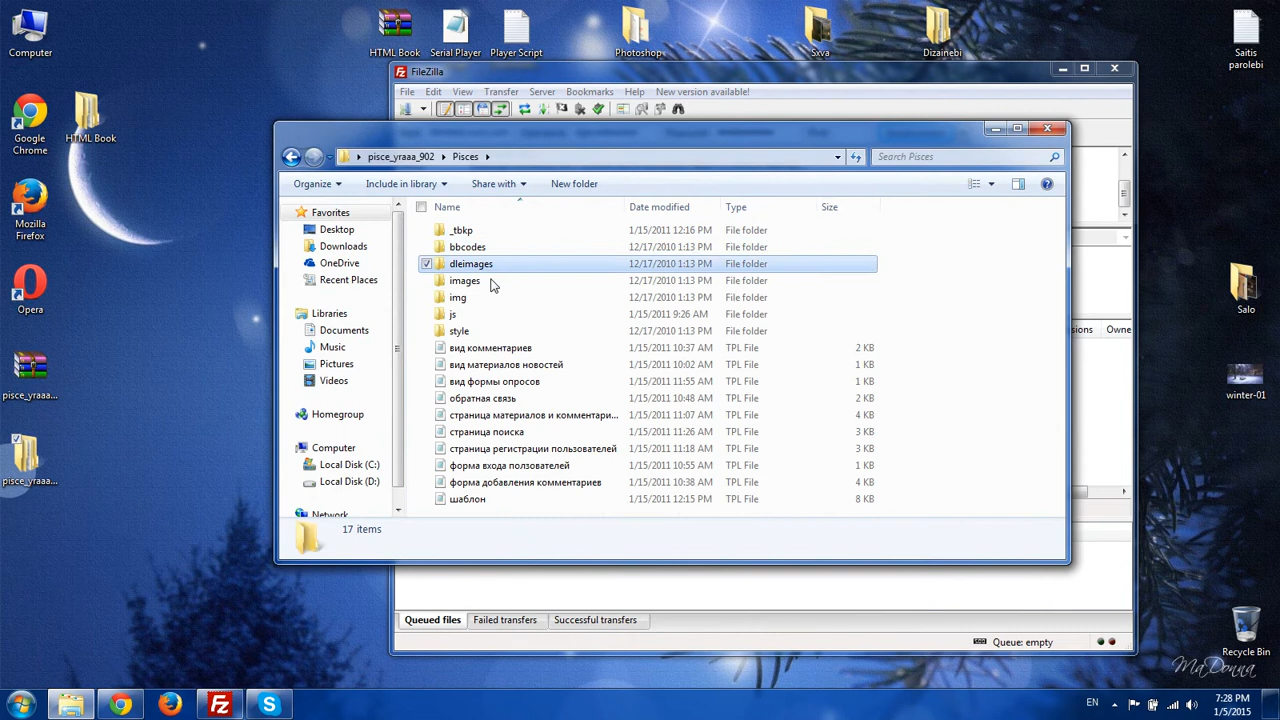 Computer
HTML Book
Serial Player
Player Script
Photoshop
Sxva
Dizainebi
Saitis parolebi
Google Chrome
HTML Book
Mozilla Firefox
Opera
pisce_yraaa...
pisce_yraaa...
Salo
winter-01
Recycle Bin
MaDonna
FileZilla
File Edit View Transfer Server Bookmarks Help New version available!
pisce_yraaa_902 Pisces
Search Pisces
Organize Include in library Share with New folder
Favorites
Desktop
Downloads
OneDrive
Recent Places
Libraries
Documents
Music
Pictures
Videos
Homegroup
Computer
Local Disk (C:)
Local Disk (D:)
Network
Name Date modified Type Size
_tbkp 1/15/2011 12:16 PM File folder
bbcodes 12/17/2010 1:13 PM File folder
dleimages 12/17/2010 1:13 PM File folder
images 12/17/2010 1:13 PM File folder
img 12/17/2010 1:13 PM File folder
js 1/15/2011 9:26 AM File folder
style 12/17/2010 1:13 PM File folder
вид комментариев 1/15/2011 10:37 AM TPL File 2 KB
вид материалов новостей 1/15/2011 10:02 AM TPL File 1 KB
вид формы опросов 1/15/2011 11:55 AM TPL File 1 KB
обратная связь 1/15/2011 10:48 AM TPL File 2 KB
страница материалов и комментари... 1/15/2011 11:07 AM TPL File 4 KB
страница поиска 1/15/2011 11:26 AM TPL File 3 KB
страница регистрации пользователей 1/15/2011 11:18 AM TPL File 3 KB
форма входа ползователей 1/15/2011 10:55 AM TPL File 1 KB
форма добавления комментариев 1/15/2011 10:38 AM TPL File 4 KB
шаблон 1/15/2011 12:15 PM TPL File 8 KB
17 items
sions Owne
Queued files Failed transfers Successful transfers
Queue: empty
EN
7:28 PM
1/5/2015